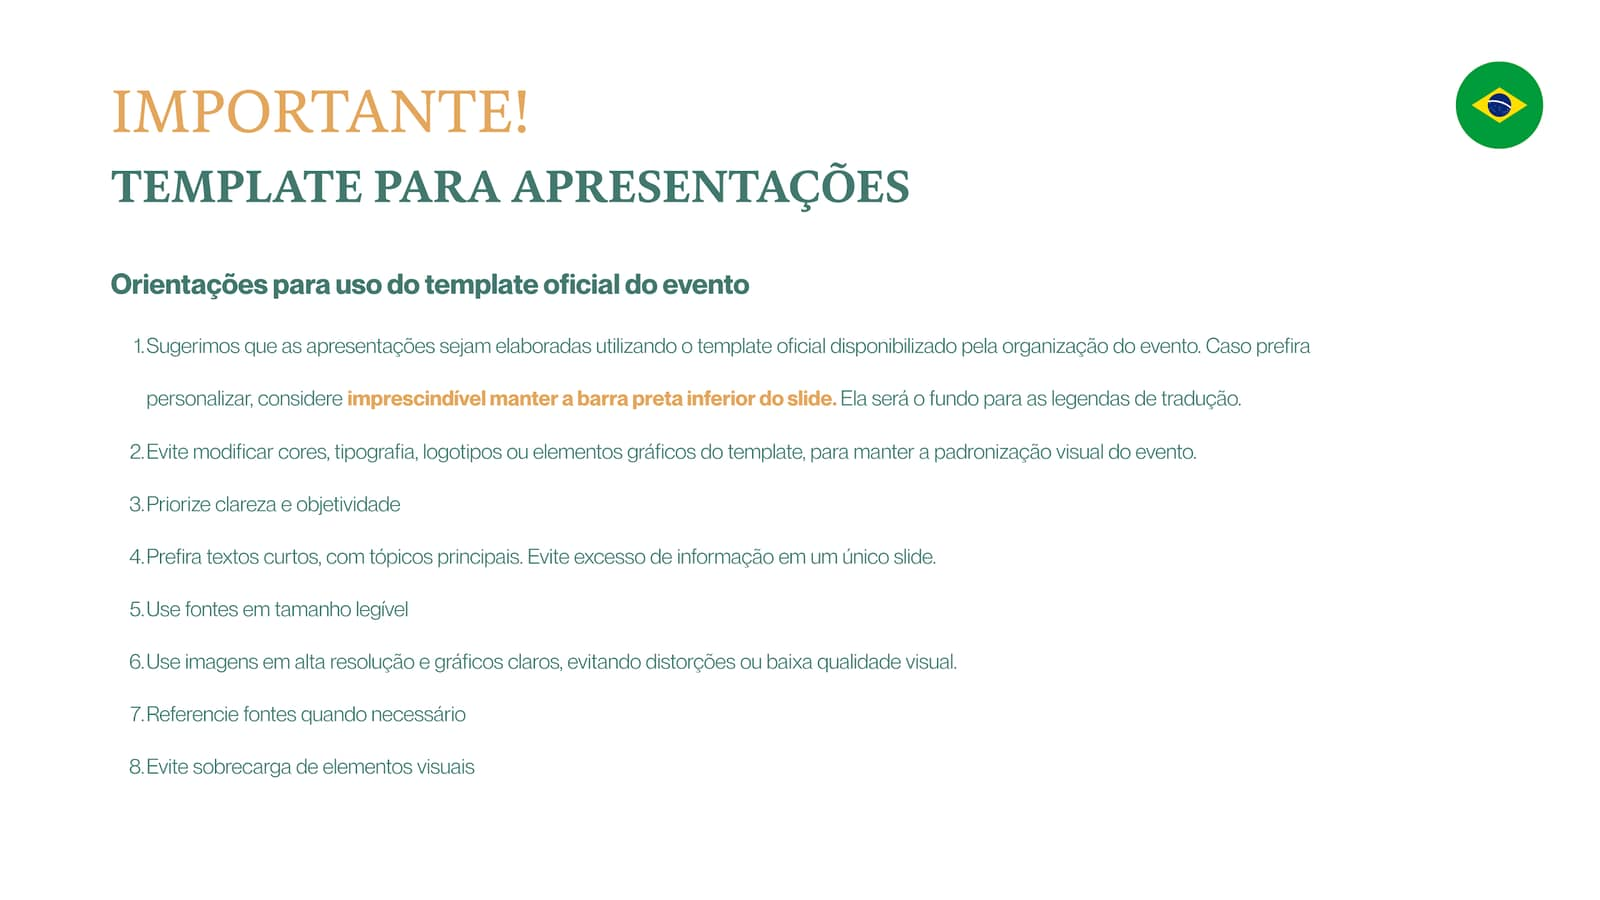 IMPORTANTE!
TEMPLATE PARA APRESENTAÇÕES
Orientações para uso do template oficial do evento
1. Sugerimos que as apresentações sejam elaboradas utilizando o template oficial disponibilizado pela organização do evento. Caso prefira
personalizar, considere imprescindível manter a barra preta inferior do slide. Ela será o fundo para as legendas de tradução.
2. Evite modificar cores, tipografia, logotipos ou elementos gráficos do template, para manter a padronização visual do evento.
3. Priorize clareza e objetividade
4. Prefira textos curtos, com tópicos principais. Evite excesso de informação em um único slide.
5. Use fontes em tamanho legível
6. Use imagens em alta resolução e gráficos claros, evitando distorções ou baixa qualidade visual.
7. Referencie fontes quando necessário
8. Evite sobrecarga de elementos visuais